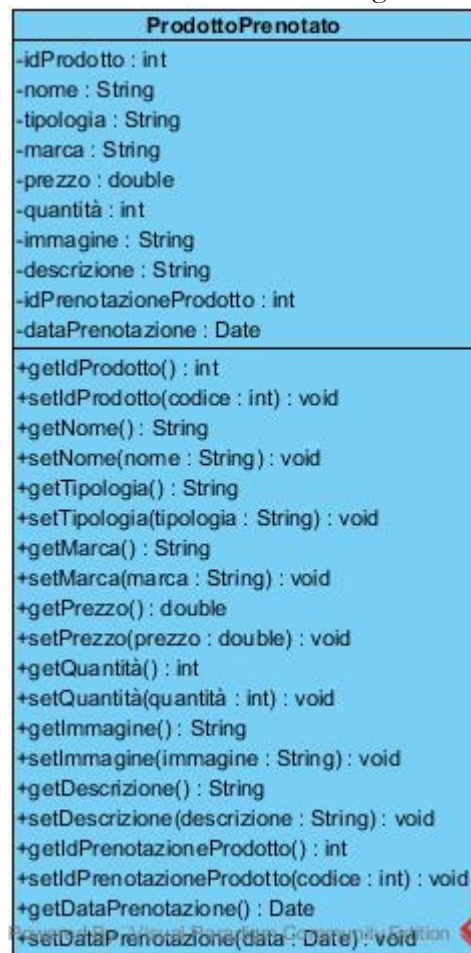 ProdottoPrenotato
-idProdotto : int
-nome : String
-tipologia : String
-marca : String
-prezzo : double
-quantità : int
-immagine : String
-descrizione : String
-idPrenotazioneProdotto : int
-dataPrenotazione : Date
+getIdProdotto() : int
+setIdProdotto(codice : int) : void
+getNome() : String
+setNome(nome : String) : void
+getTipologia() : String
+setTipologia(tipologia : String) : void
+getMarca() : String
+setMarca(marca : String) : void
+getPrezzo() : double
+setPrezzo(prezzo : double) : void
+getQuantità() : int
+setQuantità(quantità : int) : void
+getImmagine() : String
+setImmagine(immagine : String) : void
+getDescrizione() : String
+setDescrizione(descrizione : String) : void
+getIdPrenotazioneProdotto() : int
+setIdPrenotazioneProdotto(codice : int) : void
+getDataPrenotazione() : Date
+setDataPrenotazione(data : Date) : void
Visual Paradigm Community Edition